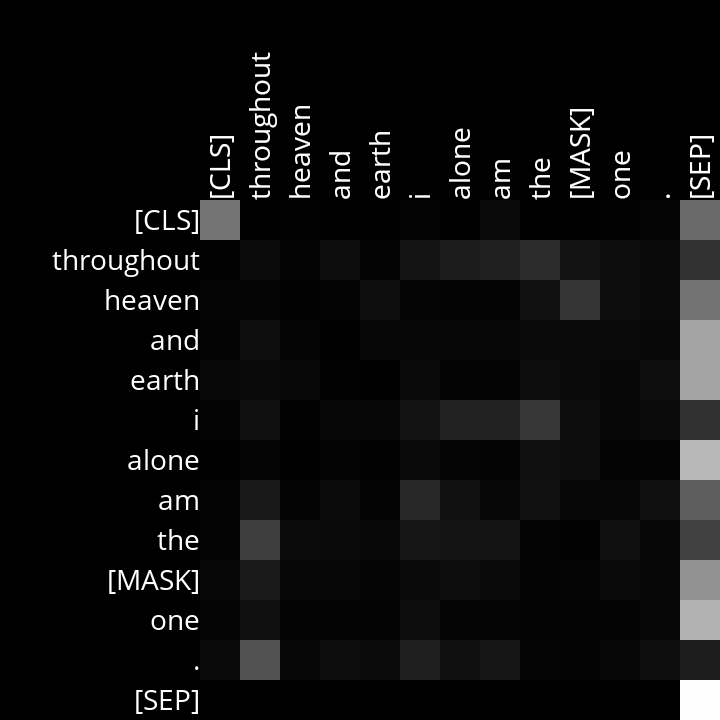 [CLS] throughout heaven and earth i alone am the [MASK] one . [SEP]
[CLS]
throughout
heaven
and
earth
i
alone
am
the
[MASK]
one
.
[SEP]